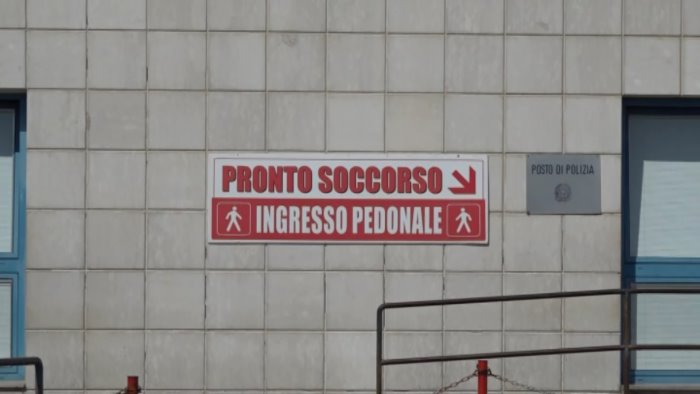 PRONTO SOCCORSO
INGRESSO PEDONALE
POSTO DI POLIZIA